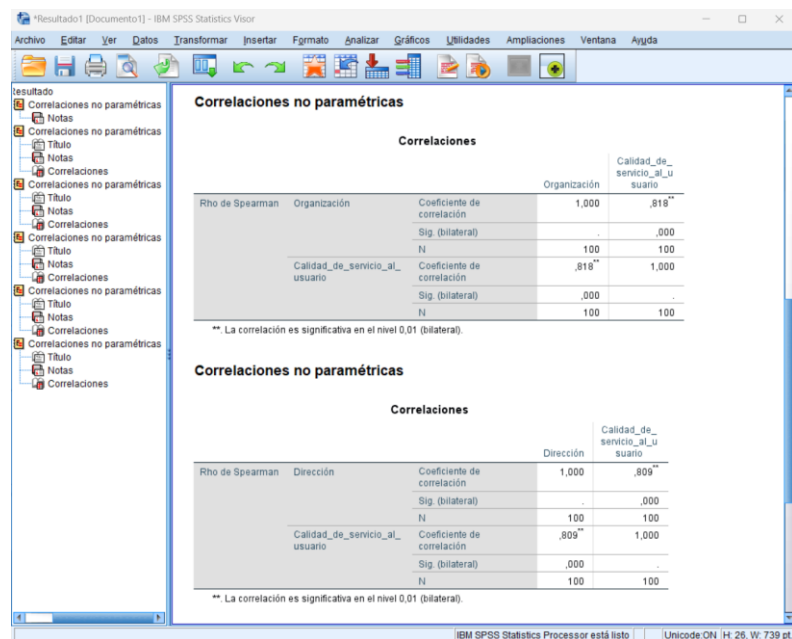 *Resultado1 [Documento1] - IBM SPSS Statistics Visor
Archivo Editar Ver Datos Transformar Insertar Formato Analizar Gráficos Utilidades Ampliaciones Ventana Ayuda
Resultado
Correlaciones no paramétricas
Notas
Correlaciones no paramétricas
Título
Notas
Correlaciones
Correlaciones no paramétricas
Título
Notas
Correlaciones
Correlaciones no paramétricas
Título
Notas
Correlaciones
Correlaciones no paramétricas
Título
Notas
Correlaciones
Correlaciones no paramétricas
Título
Notas
Correlaciones
Correlaciones no paramétricas
Correlaciones
Organización Calidad_de_
servicio_al_u
suario
Rho de Spearman Organización Coeficiente de
correlación 1,000 ,818**
Sig. (bilateral) . ,000
N 100 100
Calidad_de_servicio_al_
usuario Coeficiente de
correlación ,818** 1,000
Sig. (bilateral) ,000 .
N 100 100
**. La correlación es significativa en el nivel 0,01 (bilateral).
Correlaciones no paramétricas
Correlaciones
Dirección Calidad_de_
servicio_al_u
suario
Rho de Spearman Dirección Coeficiente de
correlación 1,000 ,809**
Sig. (bilateral) . ,000
N 100 100
Calidad_de_servicio_al_
usuario Coeficiente de
correlación ,809** 1,000
Sig. (bilateral) ,000 .
N 100 100
**. La correlación es significativa en el nivel 0,01 (bilateral).
IBM SPSS Statistics Processor está listo Unicode:ON H: 26, W: 739 pt